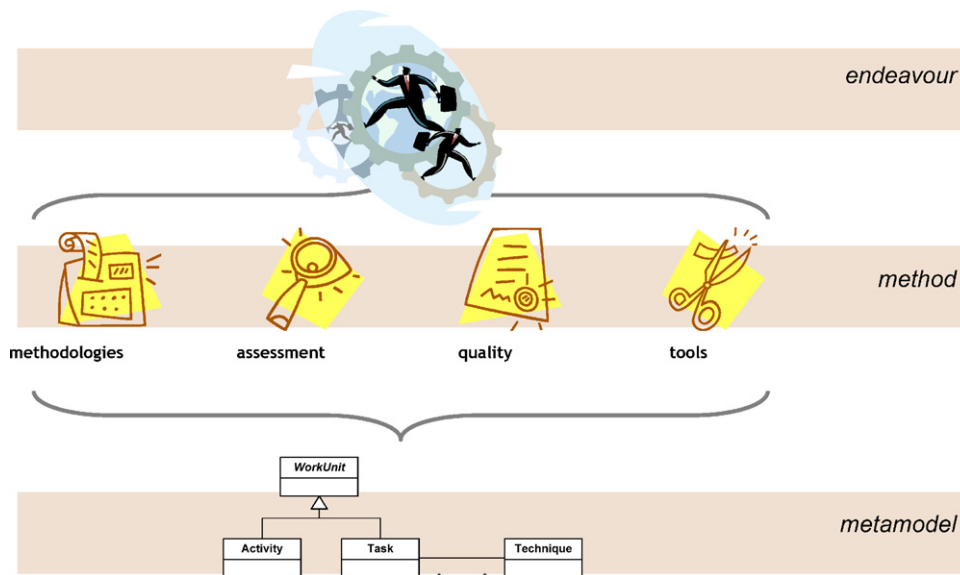 endeavour
method
methodologies
assessment
quality
tools
WorkUnit
metamodel
Activity
Task
Technique